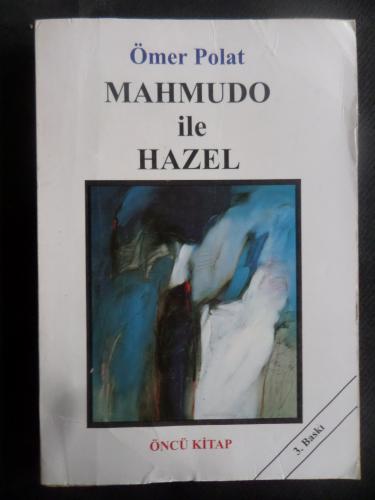 Ömer Polat
MAHMUDO
ile
HAZEL
3. Baskı
ÖNCÜ KİTAP